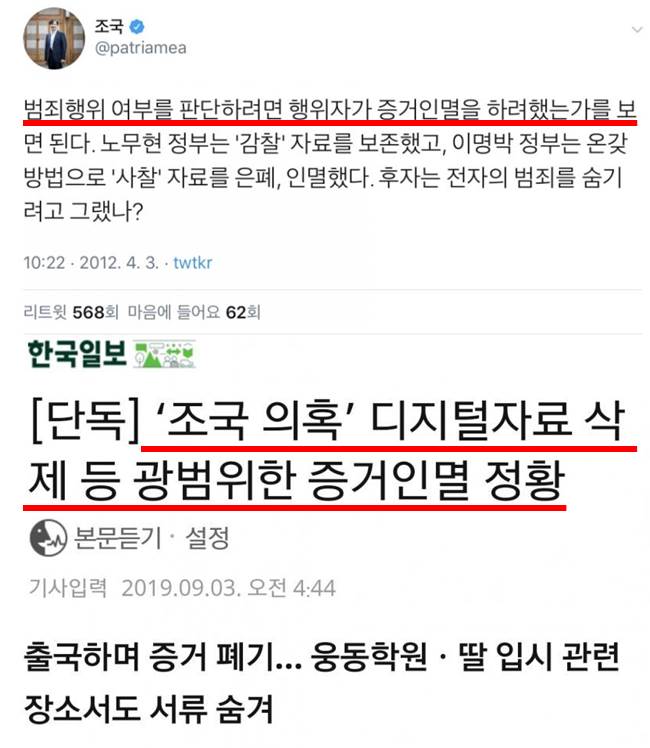 조국
@patriamea
범죄행위 여부를 판단하려면 행위자가 증거인멸을 하려했는가를 보
면 된다. 노무현 정부는 '감찰' 자료를 보존했고, 이명박 정부는 온갖
방법으로 '사찰' 자료를 은폐, 인멸했다. 후자는 전자의 범죄를 숨기
려고 그랬나?
10:22 · 2012. 4. 3. · twtkr
리트윗 568회 마음에 들어요 62회
한국일보
[단독] ‘조국 의혹’ 디지털자료 삭
제 등 광범위한 증거인멸 정황
본문듣기 · 설정
기사입력 2019.09.03. 오전 4:44
출국하며 증거 폐기... 웅동학원 · 딸 입시 관련
장소서도 서류 숨겨